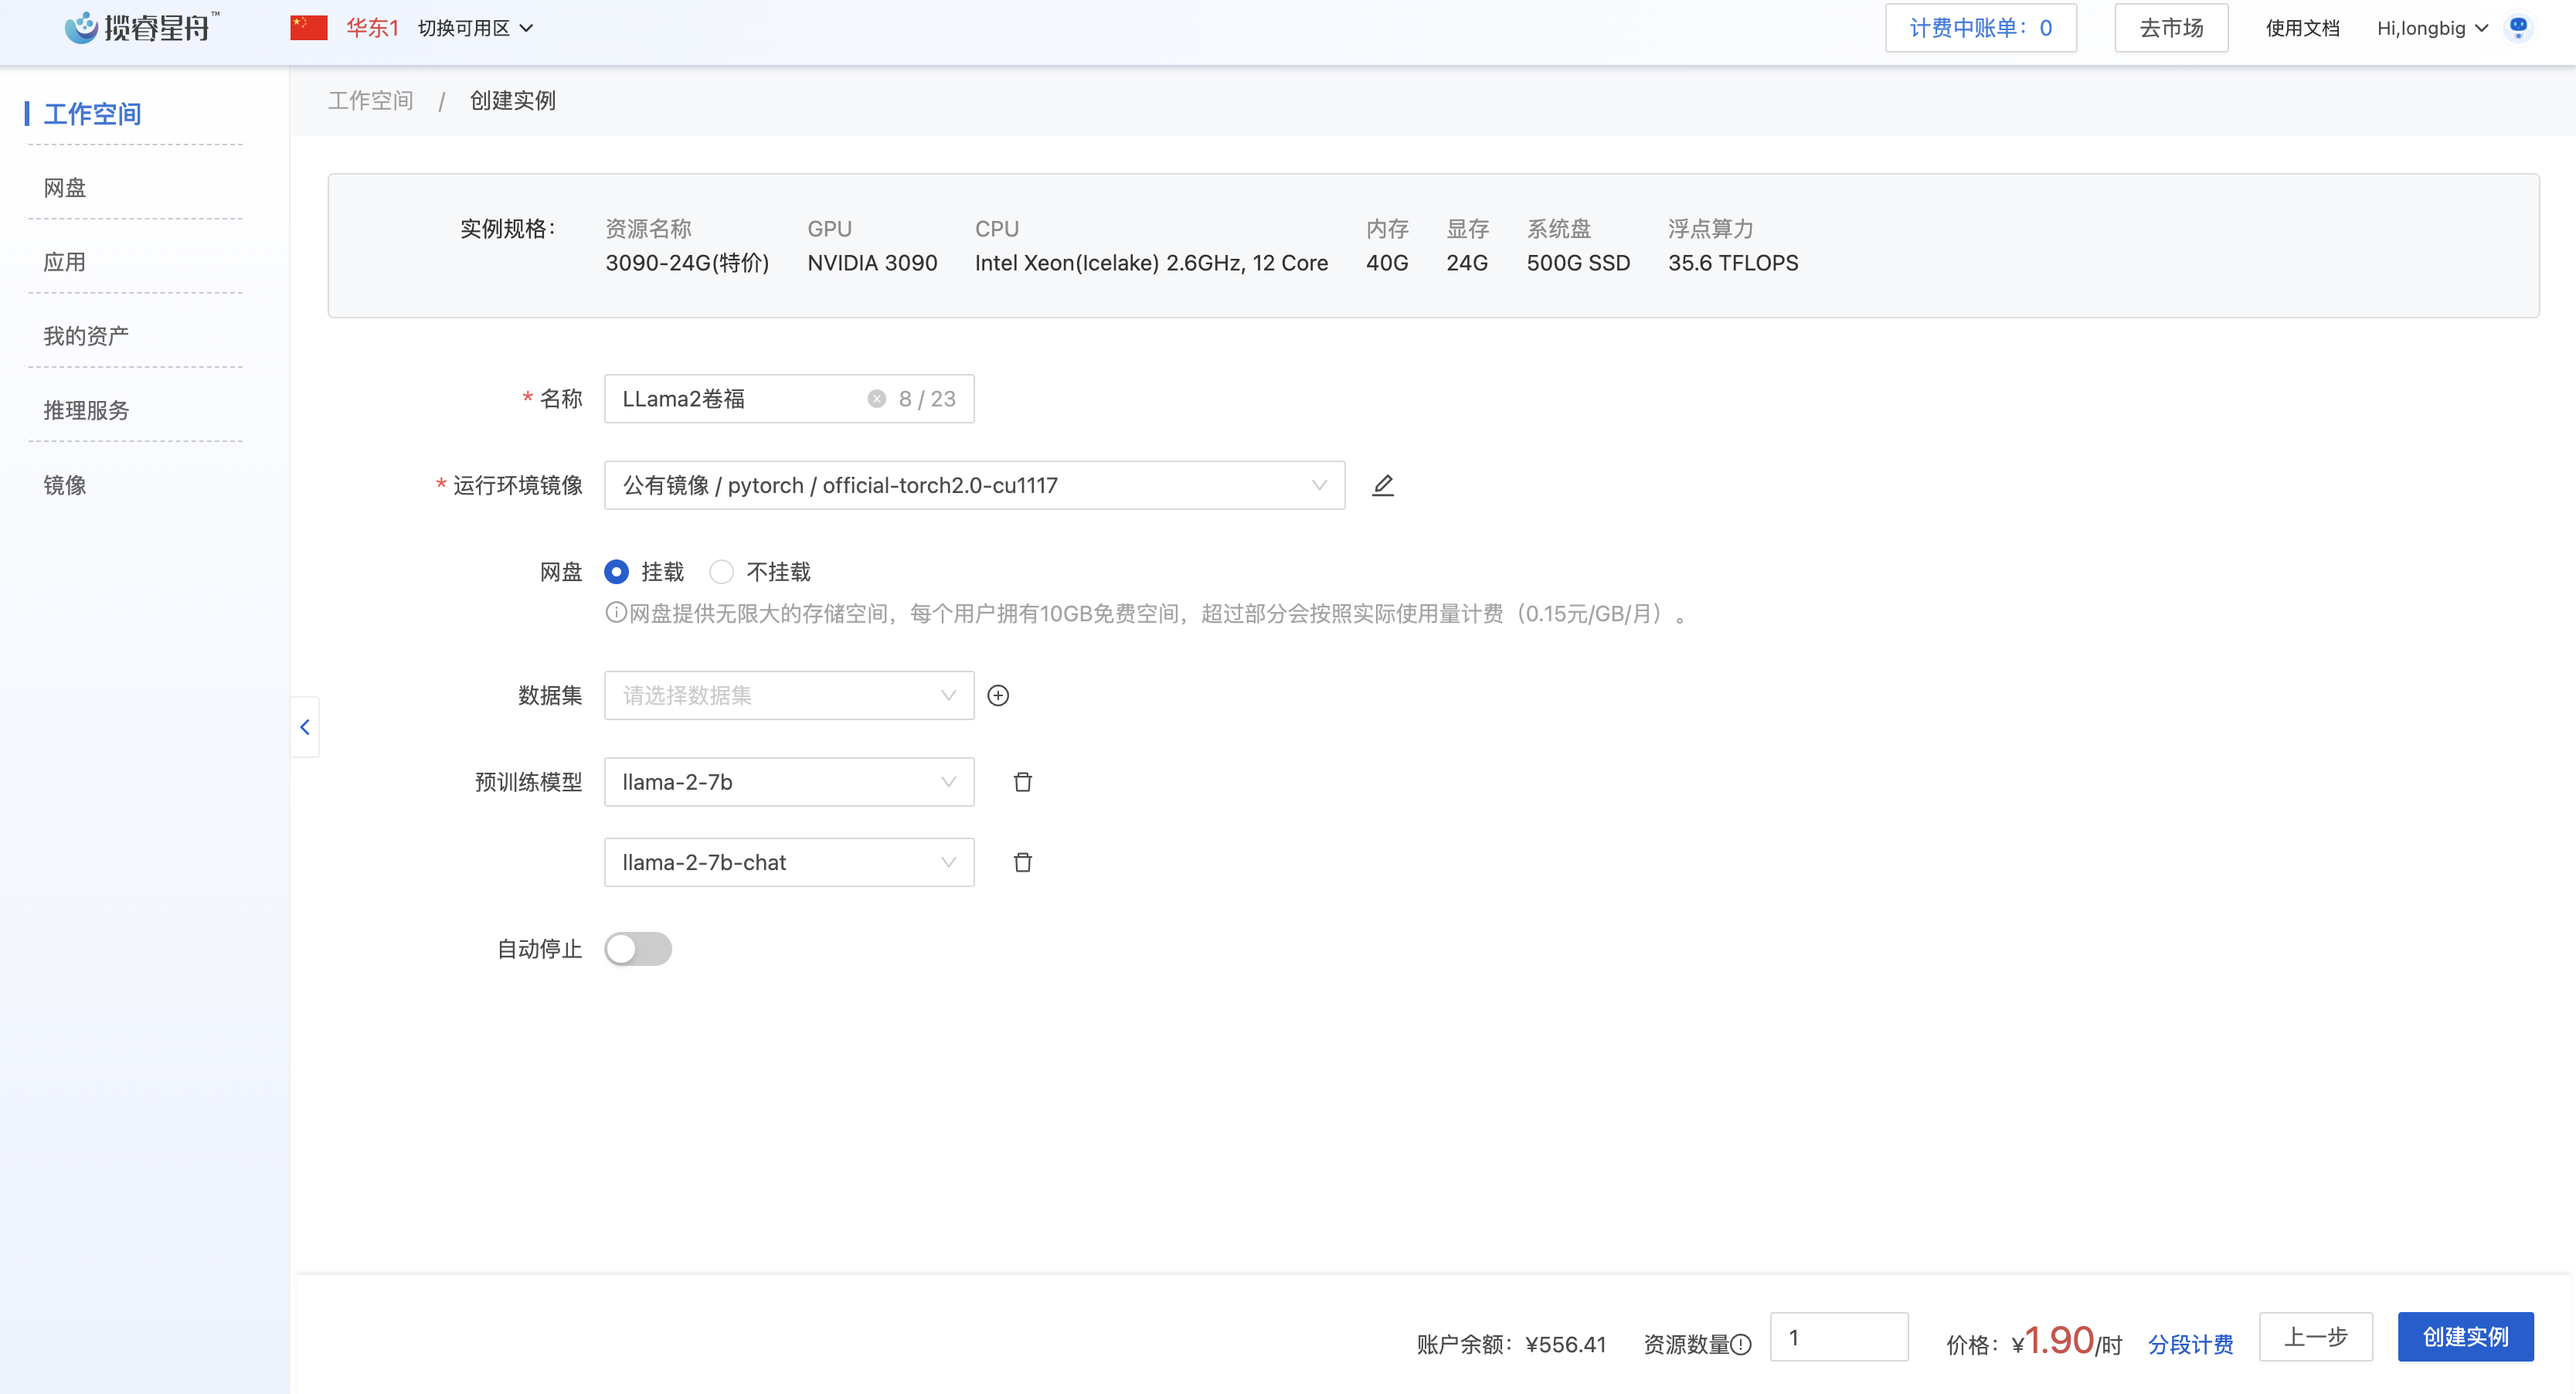 揽睿星舟™ 华东1 切换可用区 计费中账单：0 去市场 使用文档 Hi,longbig
工作空间
网盘
应用
我的资产
推理服务
镜像
工作空间 / 创建实例
实例规格： 资源名称 GPU CPU 内存 显存 系统盘 浮点算力
3090-24G(特价) NVIDIA 3090 Intel Xeon(Icelake) 2.6GHz, 12 Core 40G 24G 500G SSD 35.6 TFLOPS
* 名称 LLama2卷福 8 / 23
* 运行环境镜像 公有镜像 / pytorch / official-torch2.0-cu1117
网盘 挂载 不挂载
网盘提供无限大的存储空间，每个用户拥有10GB免费空间，超过部分会按照实际使用量计费（0.15元/GB/月）。
数据集 请选择数据集
预训练模型 llama-2-7b
llama-2-7b-chat
自动停止
账户余额：¥556.41 资源数量 1 价格：¥1.90/时 分段计费 上一步 创建实例